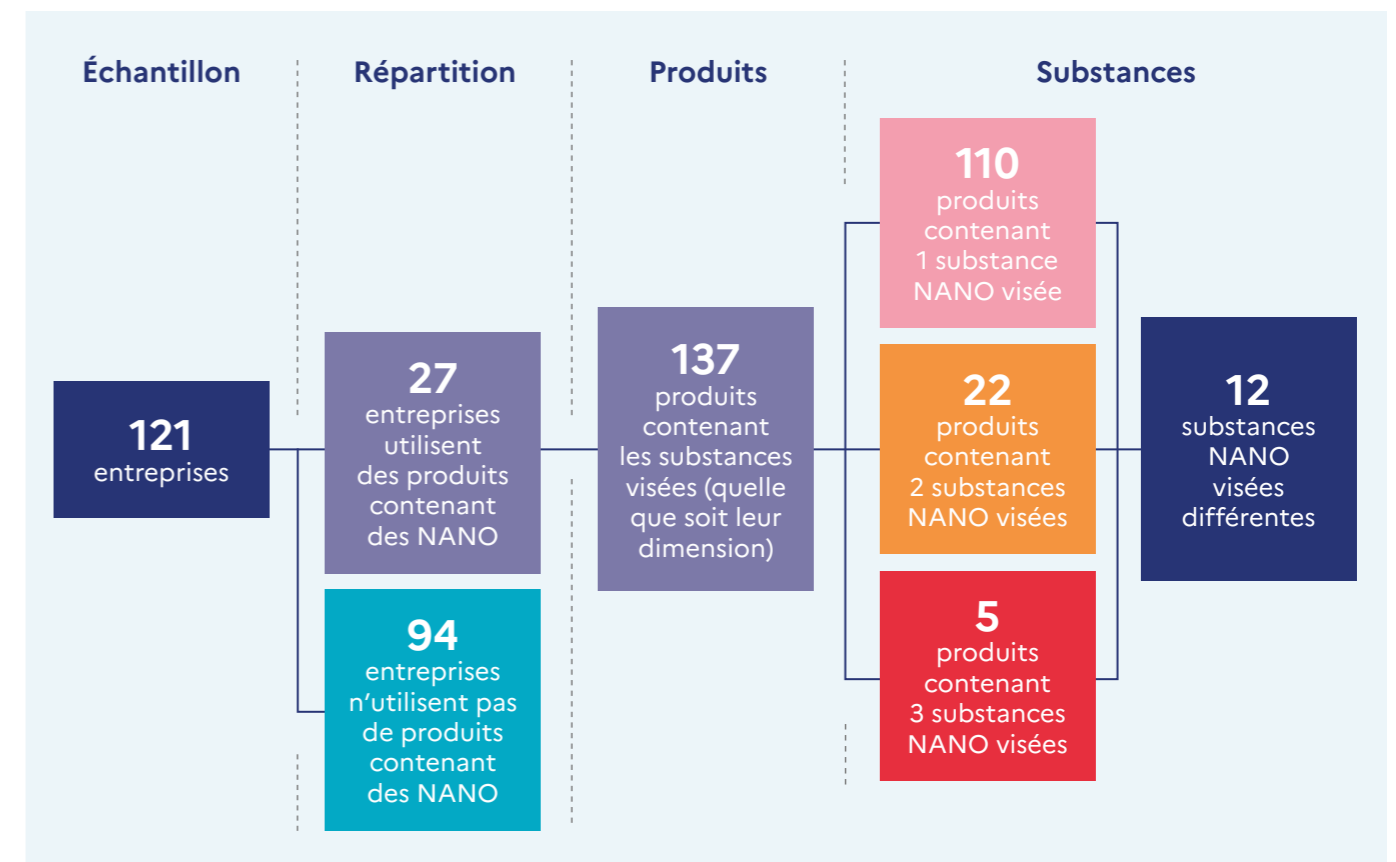 Échantillon
Répartition
Produits
Substances
121
entreprises
27
entreprises
utilisent
des produits
contenant
des NANO
94
entreprises
n'utilisent pas
de produits
contenant
des NANO
137
produits
contenant
les substances
visées (quelle
que soit leur
dimension)
110
produits
contenant
1 substance
NANO visée
22
produits
contenant
2 substances
NANO visées
5
produits
contenant
3 substances
NANO visées
12
substances
NANO
visées
différentes